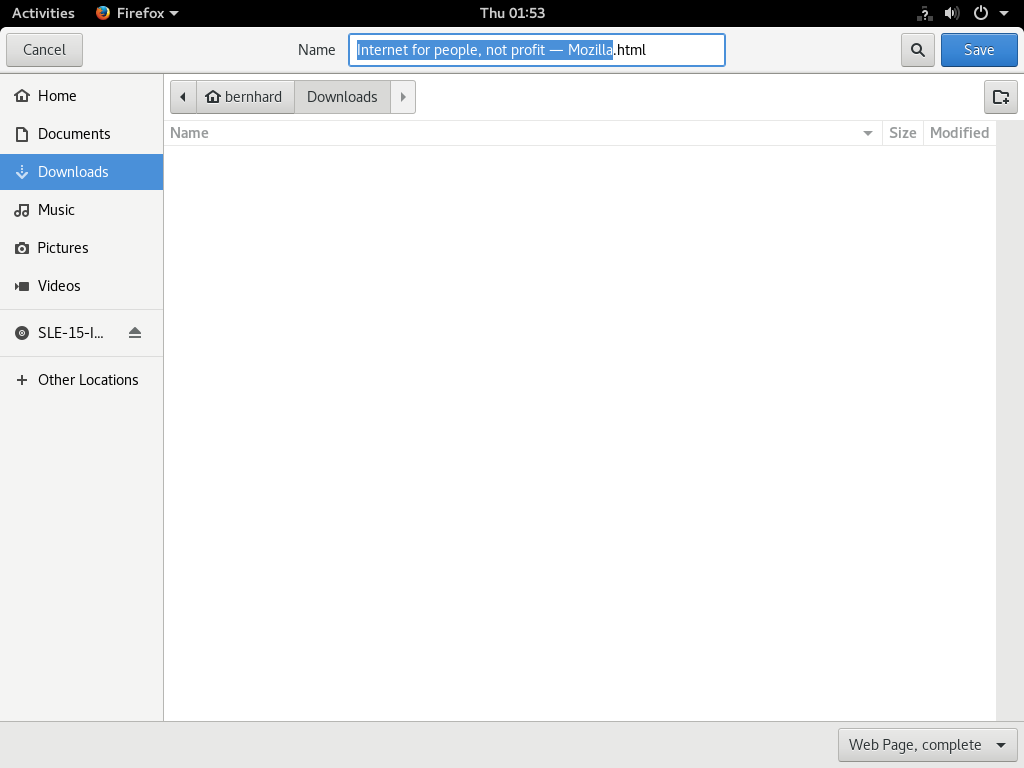 Activities Firefox Thu 01:53
Cancel Name Internet for people, not profit — Mozilla.html Save
Home bernhard Downloads
Documents Name Size Modified
Downloads
Music
Pictures
Videos
SLE-15-I...
Other Locations
Web Page, complete